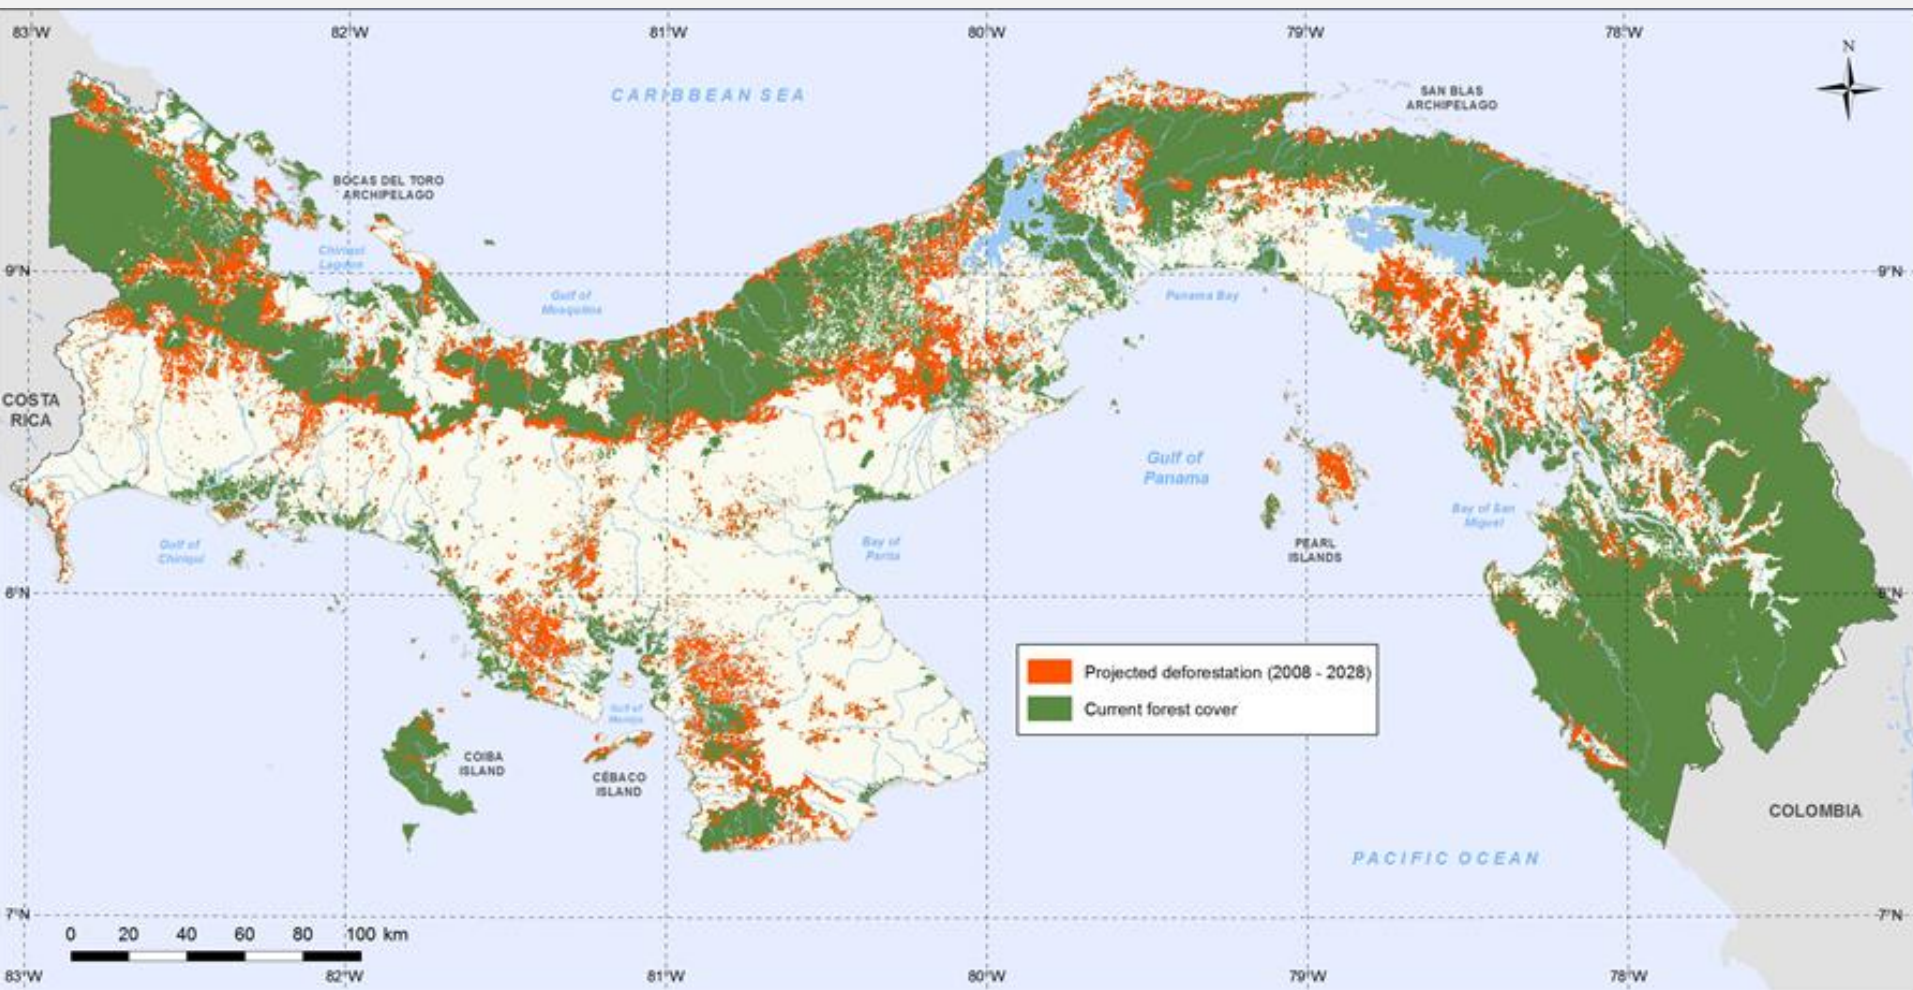 83°W 82°W 81°W 80°W 79°W 78°W
N
CARIBBEAN SEA
SAN BLAS
ARCHIPELAGO
BOCAS DEL TORO
ARCHIPELAGO
Chiriquí
Lagoon
9°N 9°N
Gulf of
Mosquitos
Panama Bay
COSTA
RICA
Gulf of
Panama
Bay of San
Miguel
Gulf of
Chiriquí
Bay of
Parita
PEARL
ISLANDS
8°N 8°N
Projected deforestation (2008 - 2028)
Current forest cover
Gulf of
Montijo
COIBA
ISLAND
CÉBACO
ISLAND
COLOMBIA
PACIFIC OCEAN
7°N 7°N
0 20 40 60 80 100 km
83°W 82°W 81°W 80°W 79°W 78°W